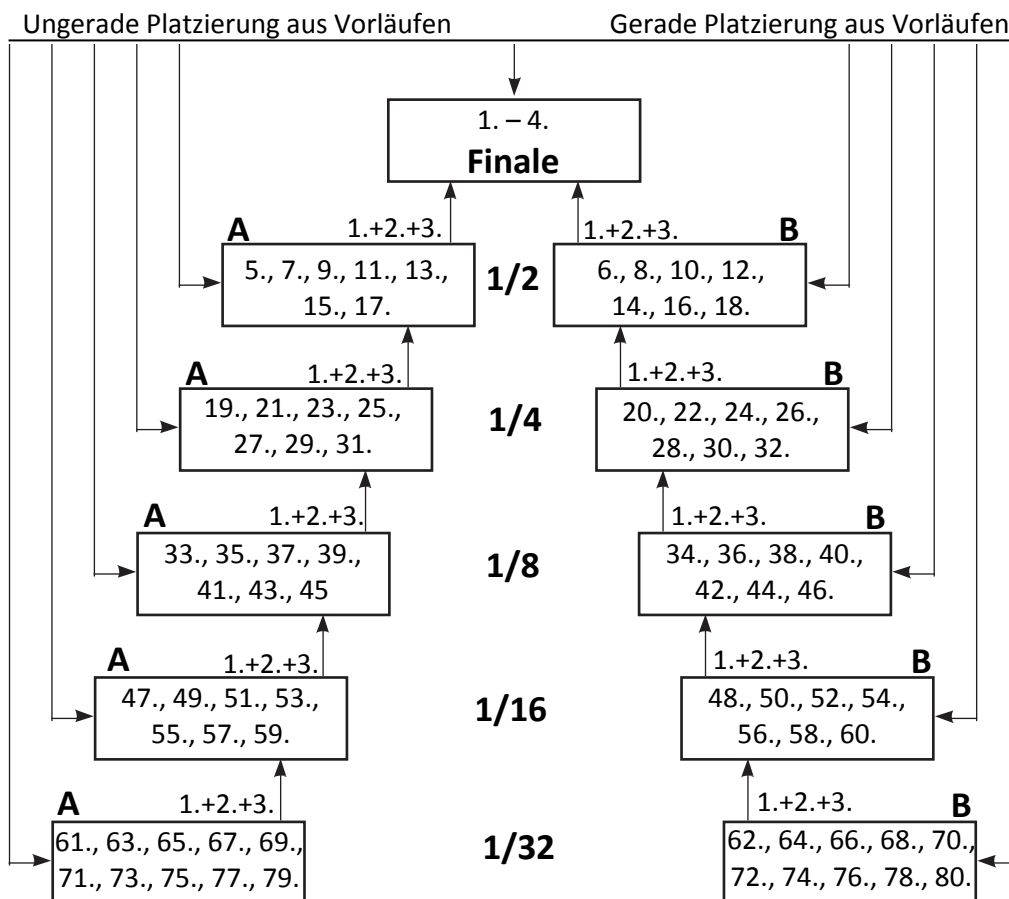 Ungerade Platzierung aus Vorläufen
Gerade Platzierung aus Vorläufen
1. – 4.
Finale
A
1.+2.+3.
1.+2.+3.
B
5., 7., 9., 11., 13.,
15., 17.
1/2
6., 8., 10., 12.,
14., 16., 18.
A
1.+2.+3.
1.+2.+3.
B
19., 21., 23., 25.,
27., 29., 31.
1/4
20., 22., 24., 26.,
28., 30., 32.
A
1.+2.+3.
1.+2.+3.
B
33., 35., 37., 39.,
41., 43., 45
1/8
34., 36., 38., 40.,
42., 44., 46.
A
1.+2.+3.
1.+2.+3.
B
47., 49., 51., 53.,
55., 57., 59.
1/16
48., 50., 52., 54.,
56., 58., 60.
A
1.+2.+3.
1.+2.+3.
B
61., 63., 65., 67., 69.,
71., 73., 75., 77., 79.
1/32
62., 64., 66., 68., 70.,
72., 74., 76., 78., 80.